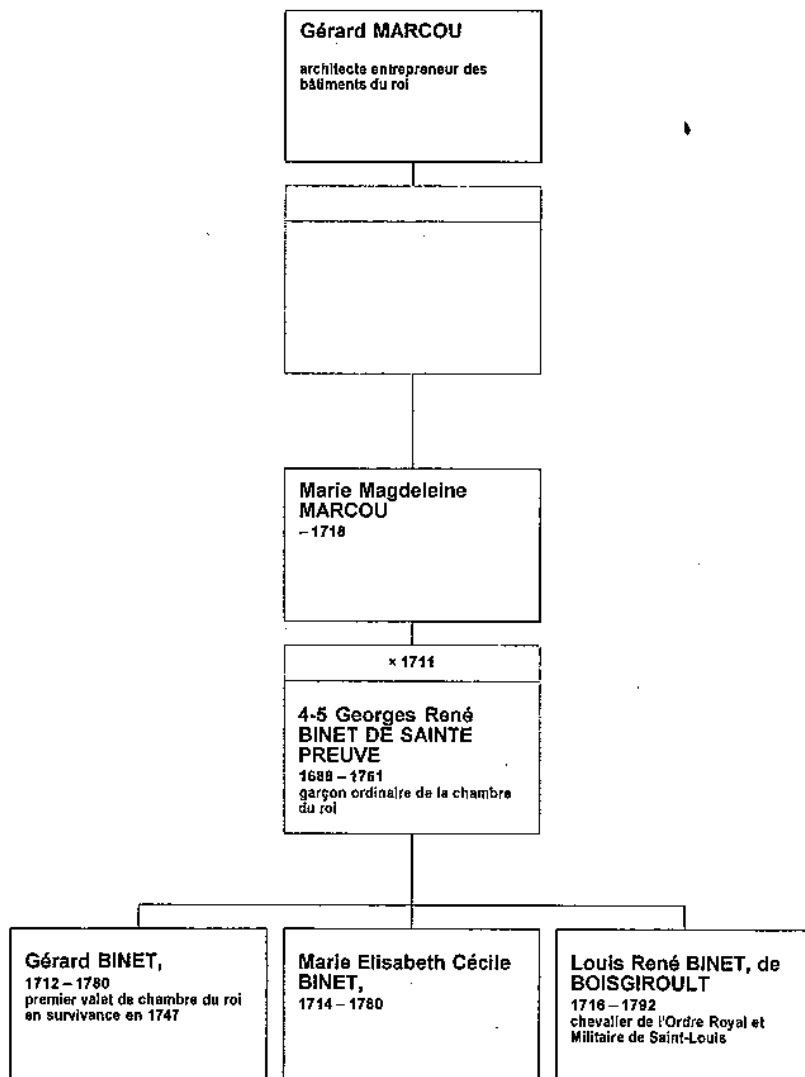 Gérard MARCOU
architecte entrepreneur des
bâtiments du roi
Marie Magdeleine
MARCOU
– 1718
× 1711
4-5 Georges René
BINET DE SAINTE
PREUVE
1688 – 1761
garçon ordinaire de la chambre
du roi
Gérard BINET,
1712 – 1780
premier valet de chambre du roi
en survivance en 1747
Marie Elisabeth Cécile
BINET,
1714 – 1780
Louis René BINET, de
BOISGIROULT
1716 – 1792
chevalier de l'Ordre Royal et
Militaire de Saint-Louis